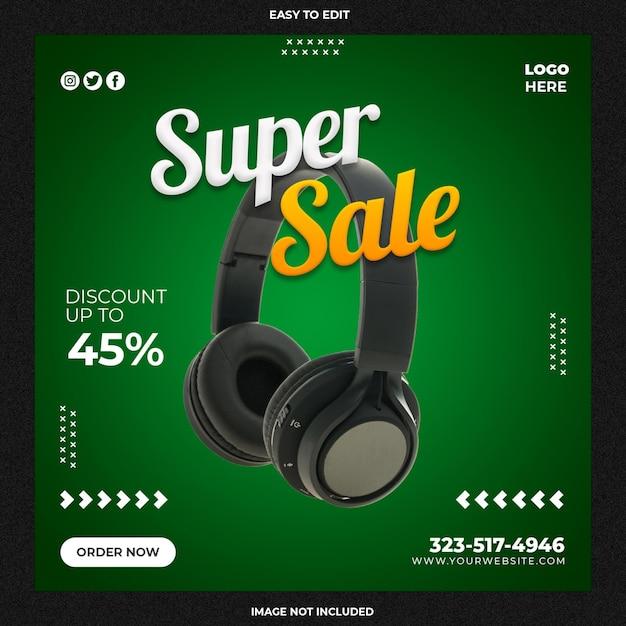 EASY TO EDIT
LOGO
HERE
Super
Sale
DISCOUNT
UP TO
45%
ORDER NOW
323-517-4946
WWW.YOURWEBSITE.COM
IMAGE NOT INCLUDED